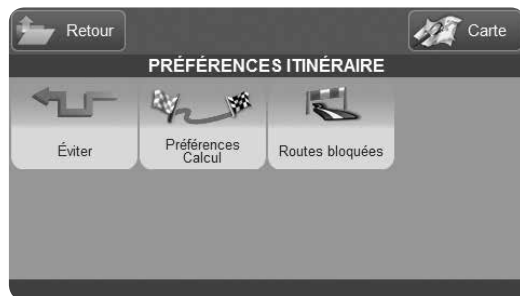 Retour
Carte
PRÉFÉRENCES ITINÉRAIRE
Éviter
Préférences
Calcul
Routes bloquées